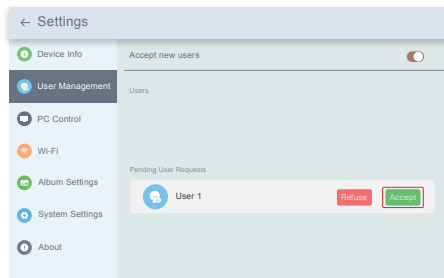 ← Settings
Device Info
User Management
PC Control
Wi-Fi
Album Settings
System Settings
About
Accept new users
Users
Pending User Requests
User 1
Refuse
Accept